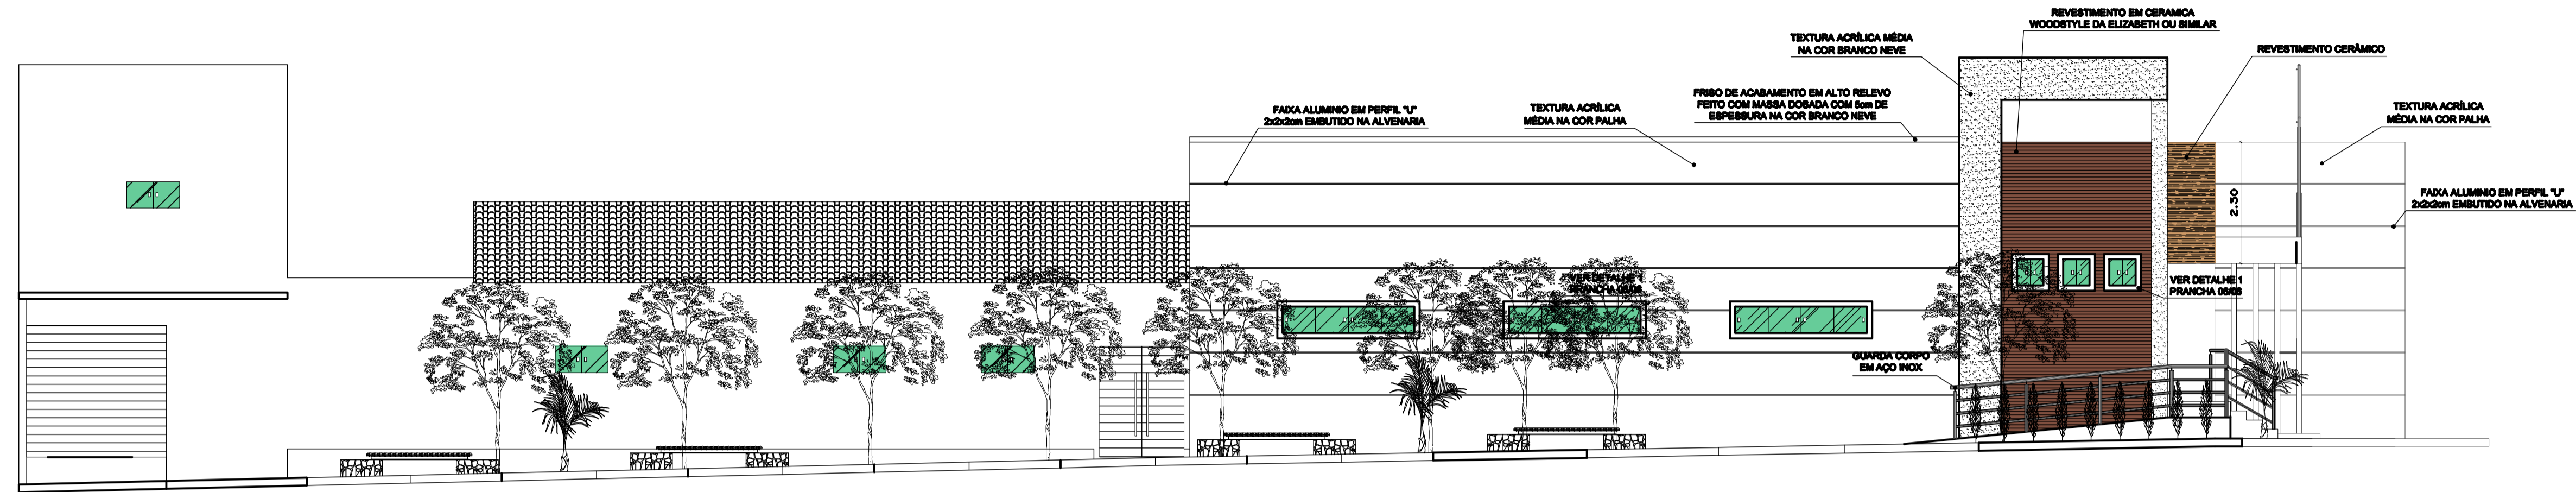 REVESTIMENTO EM CERAMICA
WOODSTYLE DA ELIZABETH OU SIMILAR
TEXTURA ACRÍLICA MÉDIA
NA COR BRANCO NEVE
REVESTIMENTO CERÂMICO
FAIXA ALUMINIO EM PERFIL "U"
2x2x2cm EMBUTIDO NA ALVENARIA
TEXTURA ACRÍLICA
MÉDIA NA COR PALHA
FRISO DE ACABAMENTO EM ALTO RELEVO
FEITO COM MASSA DOSADA COM 5cm DE
ESPESSURA NA COR BRANCO NEVE
TEXTURA ACRÍLICA
MÉDIA NA COR PALHA
2.30
FAIXA ALUMINIO EM PERFIL "U"
2x2x2cm EMBUTIDO NA ALVENARIA
VER DETALHE 1
PRANCHA 06/06
VER DETALHE 1
PRANCHA 06/06
GUARDA CORPO
EM AÇO INOX